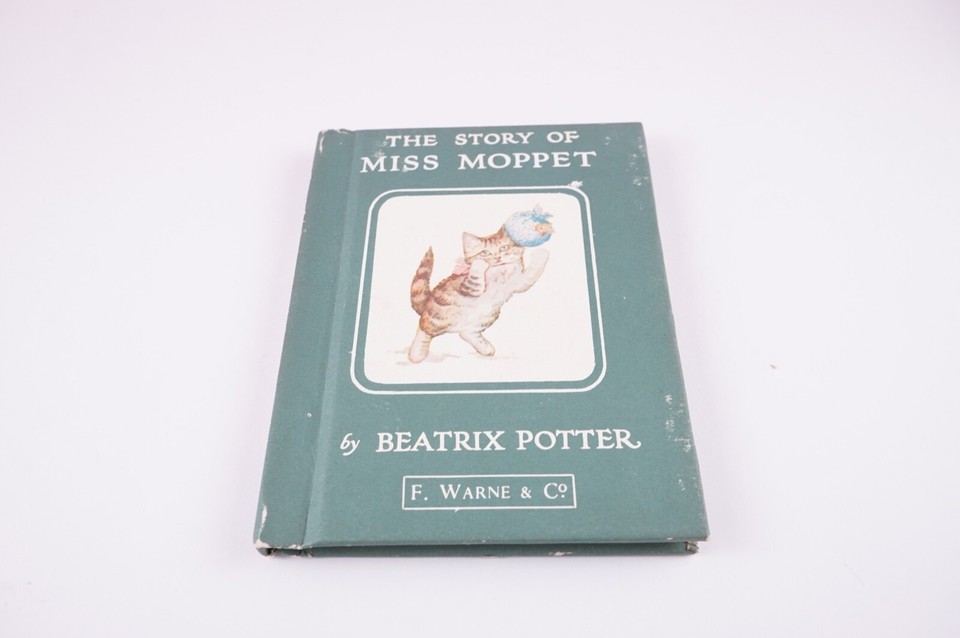 THE STORY OF
MISS MOPPET
by BEATRIX POTTER
F. WARNE & Cº.